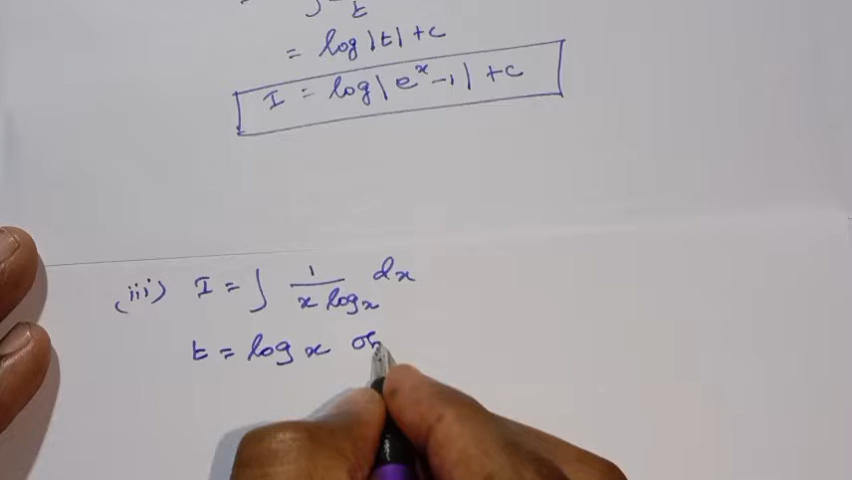 t
= log |t| + c
I = log | e^x - 1 | + c
(iii) I = ∫ 1/(x log x) dx
t = log x or